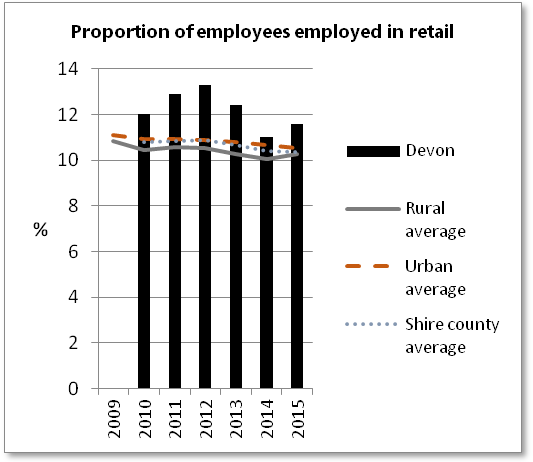 Proportion of employees employed in retail
14
12
10
8
6
4
2
0
%
2009
2010
2011
2012
2013
2014
2015
Devon
Rural
average
Urban
average
Shire county
average